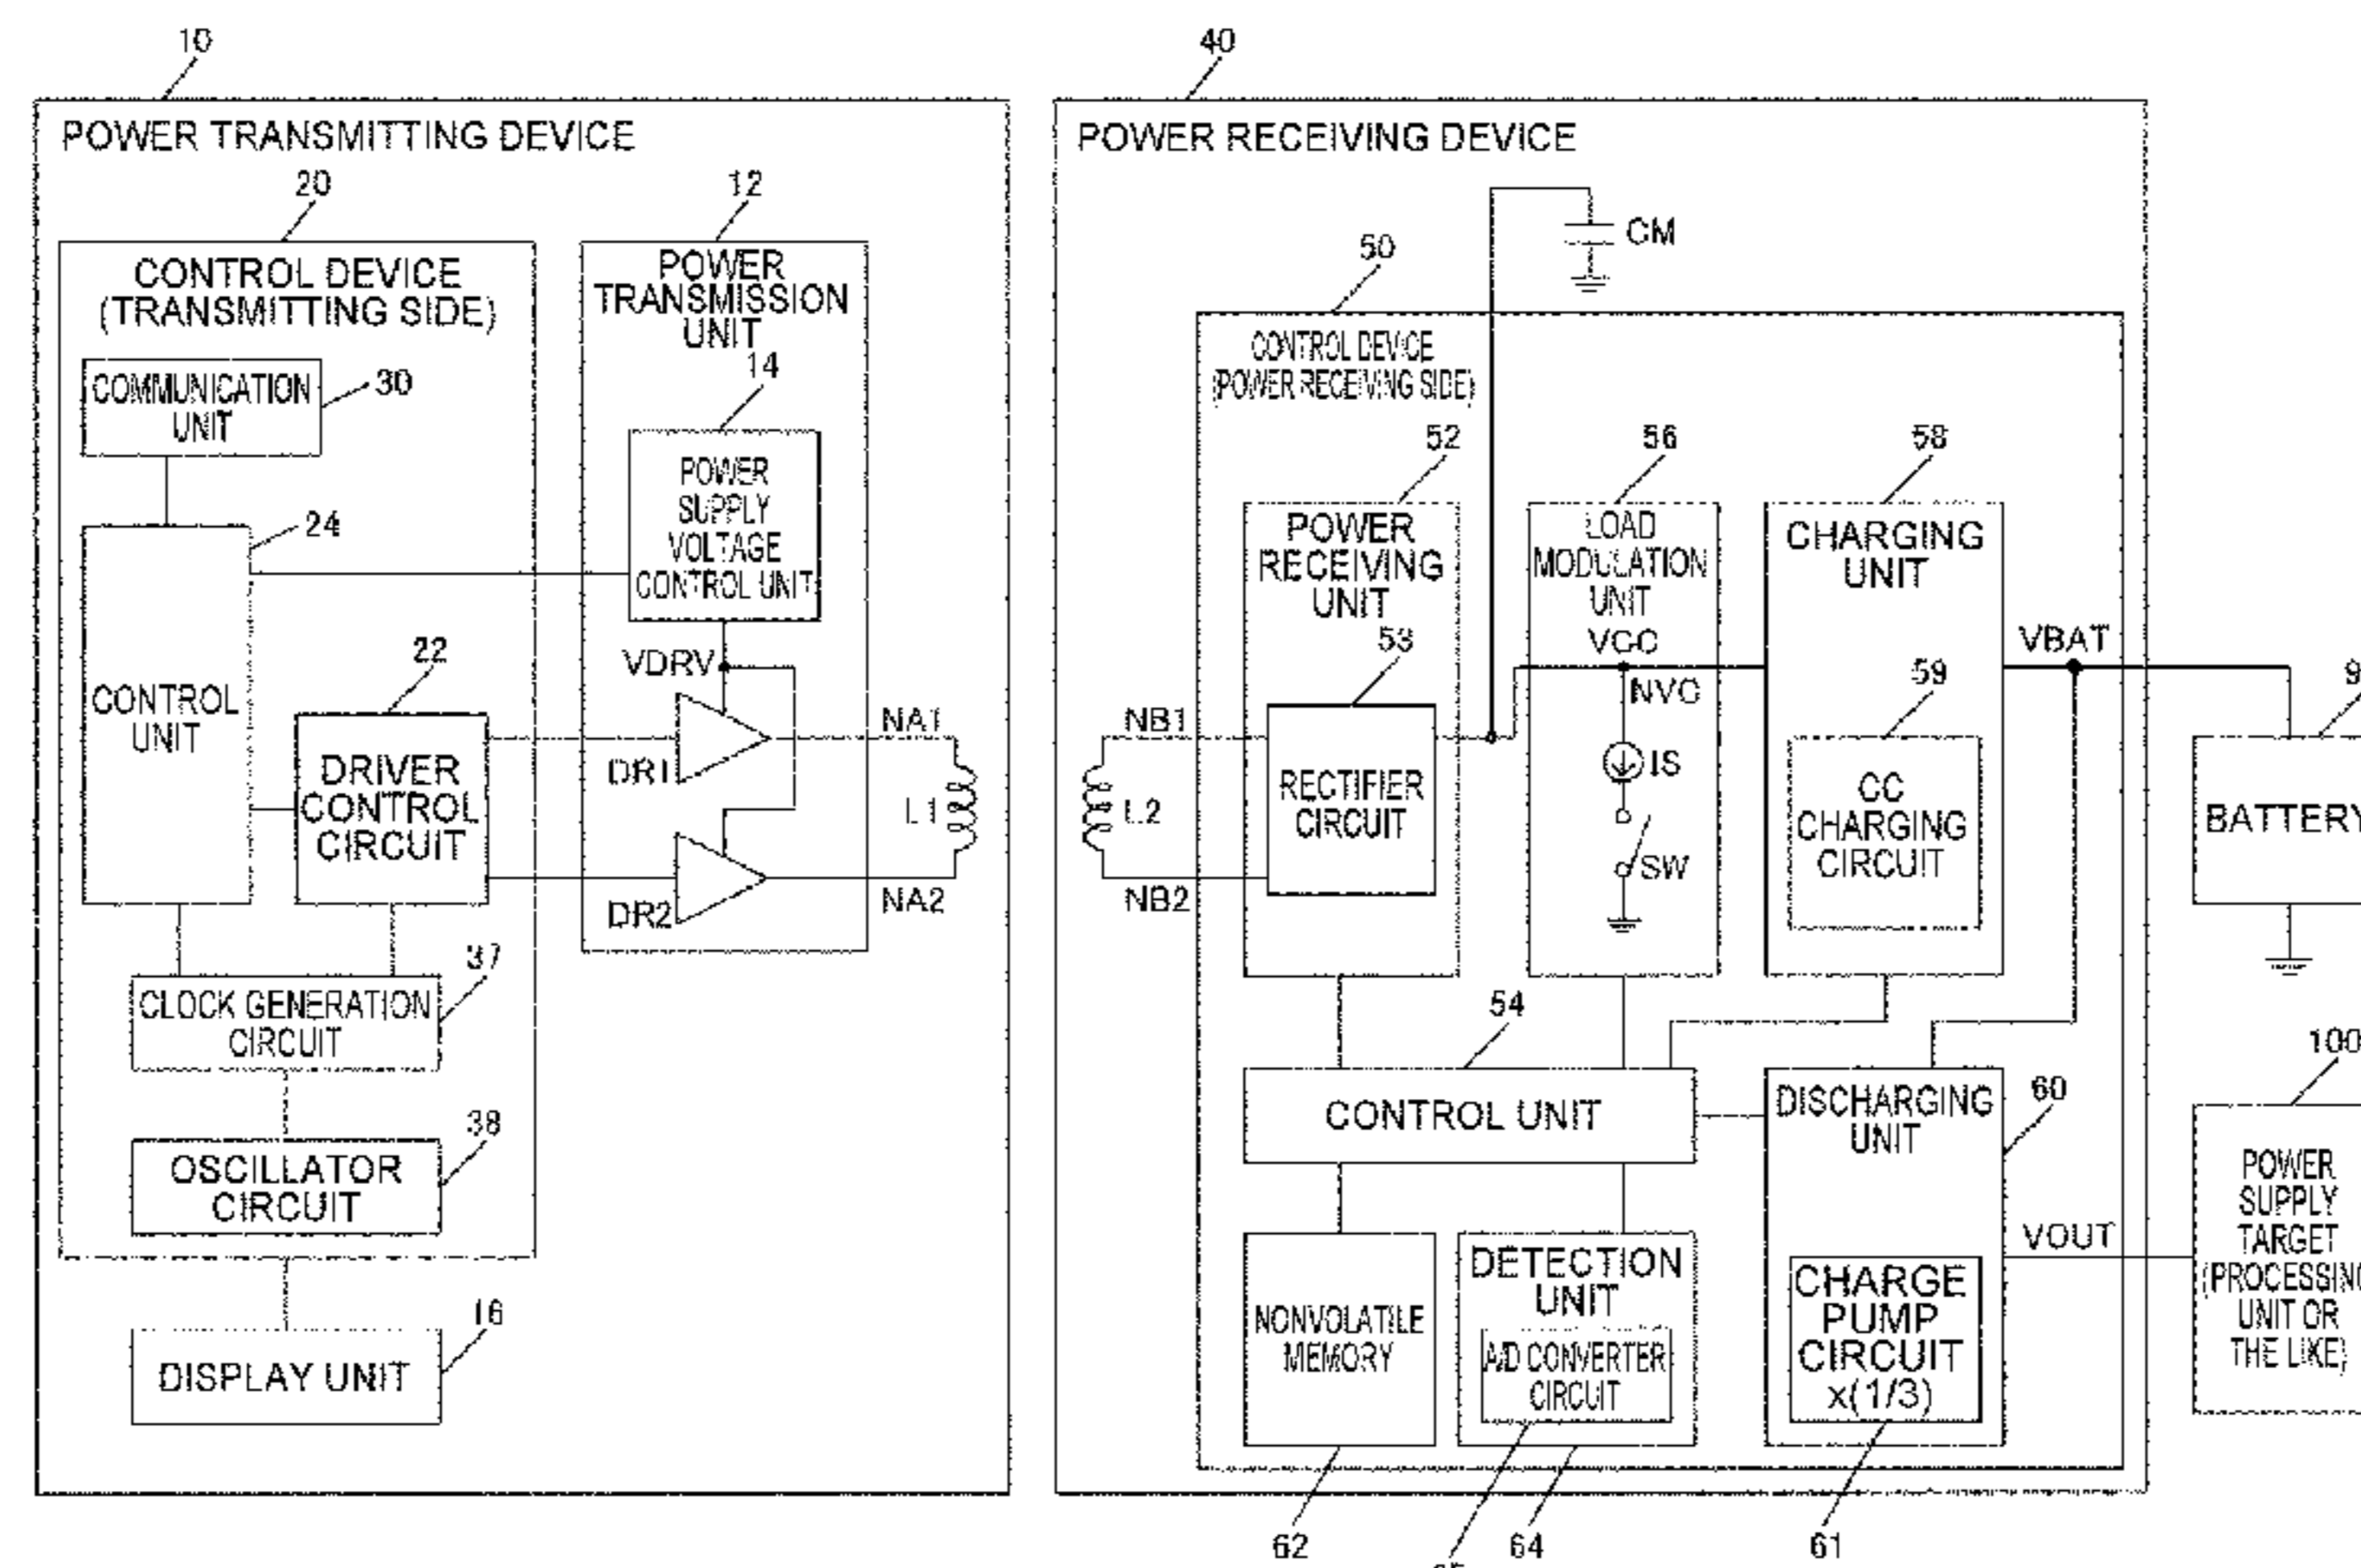 10
40
POWER TRANSMITTING DEVICE
POWER RECEIVING DEVICE
20
12
CONTROL DEVICE
(TRANSMITTING SIDE)
POWER
TRANSMISSION
UNIT
14
COMMUNICATION
UNIT
30
POWER
SUPPLY
VOLTAGE
CONTROL UNIT
24
CONTROL
UNIT
22
DRIVER
CONTROL
CIRCUIT
VDRV
DR1
DR2
NA1
NA2
L1
37
CLOCK GENERATION
CIRCUIT
38
OSCILLATOR
CIRCUIT
16
DISPLAY UNIT
CM
50
CONTROL DEVICE
(POWER RECEIVING SIDE)
52
POWER
RECEIVING
UNIT
53
RECTIFIER
CIRCUIT
NB1
NB2
L2
56
LOAD
MODULATION
UNIT
VCC
NVC
IS
SW
58
CHARGING
UNIT
59
CC
CHARGING
CIRCUIT
VBAT
BATTERY
54
CONTROL UNIT
60
DISCHARGING
UNIT
VOUT
CHARGE
PUMP
CIRCUIT
x(1/3)
61
100
POWER
SUPPLY
TARGET
(PROCESSING
UNIT OR
THE LIKE)
NONVOLATILE
MEMORY
62
DETECTION
UNIT
A/D CONVERTER
CIRCUIT
64